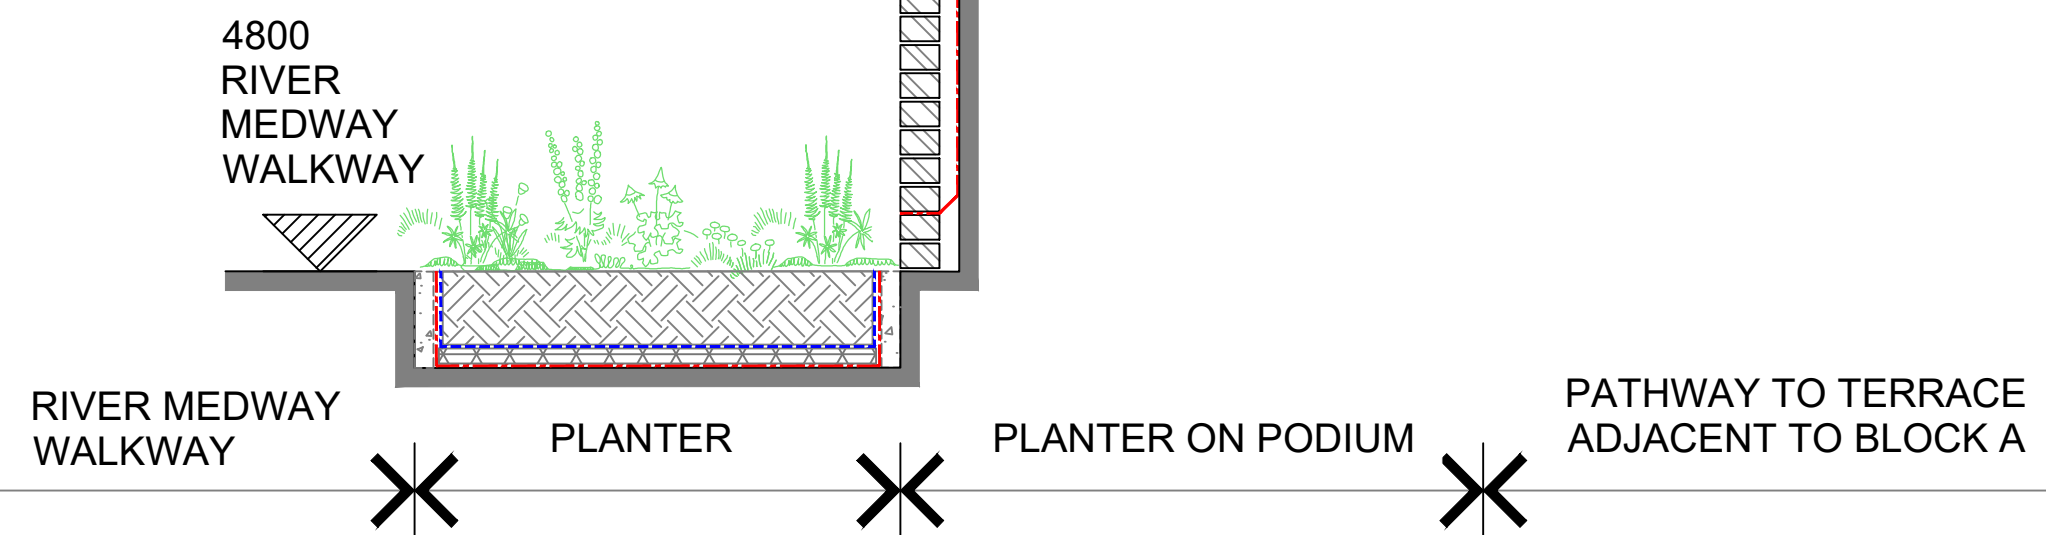 4800
RIVER
MEDWAY
WALKWAY
RIVER MEDWAY
WALKWAY
PLANTER
PLANTER ON PODIUM
PATHWAY TO TERRACE
ADJACENT TO BLOCK A